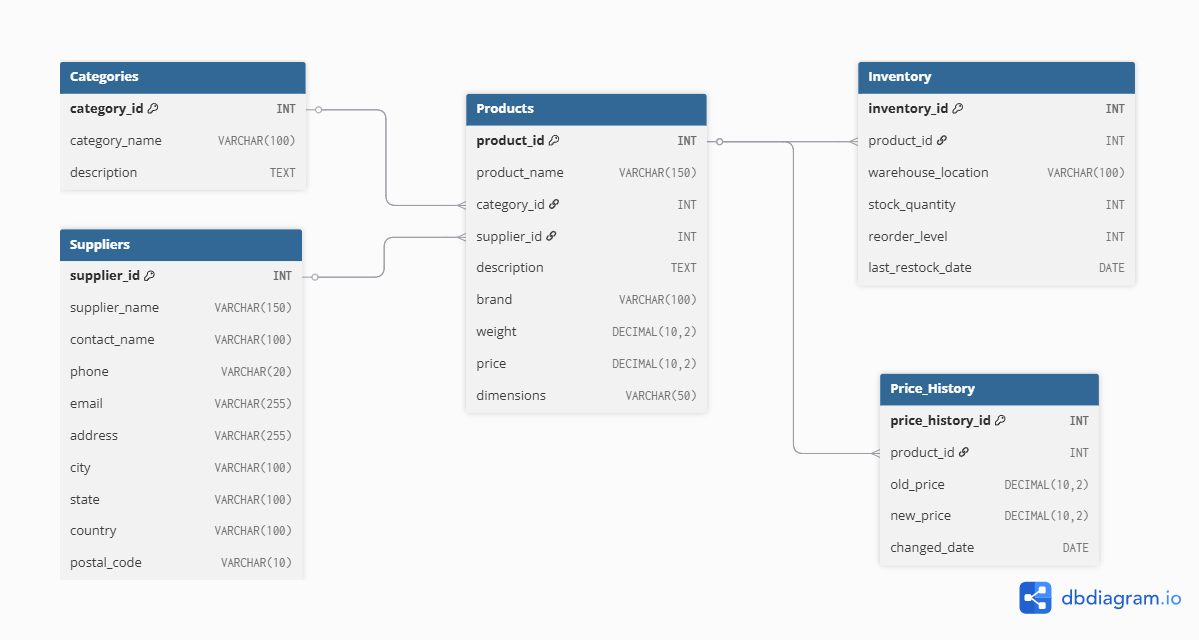 Categories
category_id INT
category_name VARCHAR(100)
description TEXT
Suppliers
supplier_id INT
supplier_name VARCHAR(150)
contact_name VARCHAR(100)
phone VARCHAR(20)
email VARCHAR(255)
address VARCHAR(255)
city VARCHAR(100)
state VARCHAR(100)
country VARCHAR(100)
postal_code VARCHAR(10)
Products
product_id INT
product_name VARCHAR(150)
category_id INT
supplier_id INT
description TEXT
brand VARCHAR(100)
weight DECIMAL(10,2)
price DECIMAL(10,2)
dimensions VARCHAR(50)
Inventory
inventory_id INT
product_id INT
warehouse_location VARCHAR(100)
stock_quantity INT
reorder_level INT
last_restock_date DATE
Price_History
price_history_id INT
product_id INT
old_price DECIMAL(10,2)
new_price DECIMAL(10,2)
changed_date DATE
dbdiagram.io